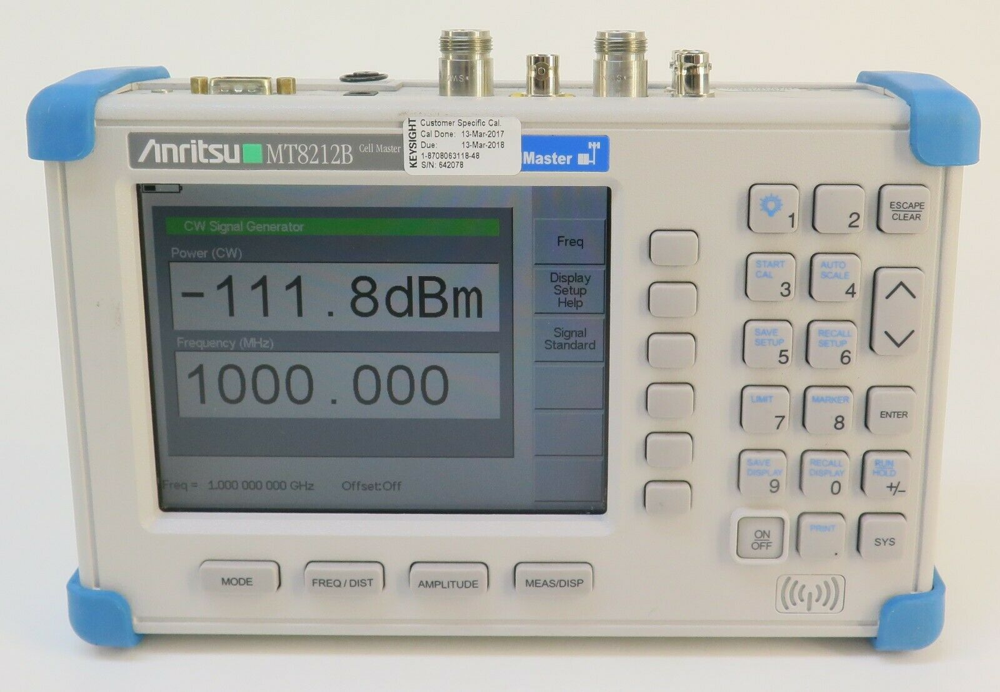 KEYSIGHT
Customer Specific Cal.
Cal Done: 13-Mar-2017
Due: 13-Mar-2018
1-8708063118-48
S/N: 642078
Anritsu MT8212B Cell Master
Master
CW Signal Generator
Power (CW)
-111.8dBm
Frequency (MHz)
1000.000
Freq = 1.000 000 000 GHz Offset:Off
Freq
Display
Setup
Help
Signal
Standard
1
2
ESCAPE
CLEAR
START
CAL
3
AUTO
SCALE
4
SAVE
SETUP
5
RECALL
SETUP
6
LIMIT
7
MARKER
8
ENTER
SAVE
DISPLAY
9
RECALL
DISPLAY
0
RUN
HOLD
+/-
ON
OFF
PRINT
.
SYS
MODE
FREQ/DIST
AMPLITUDE
MEAS/DISP